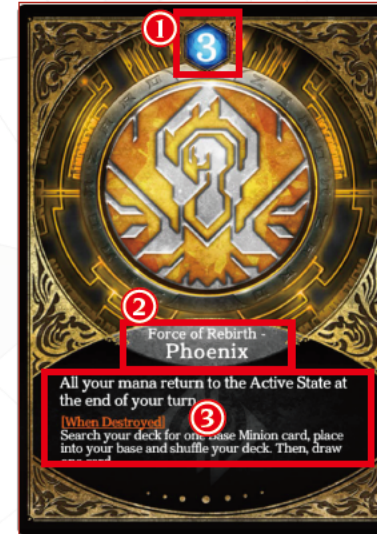 1
3
2
Force of Rebirth -
Phoenix
All your mana return to the Active State at
the end of your turn
[When Destroyed]
3
Search your deck for one Base Minion card, place
into your base and shuffle your deck. Then, draw